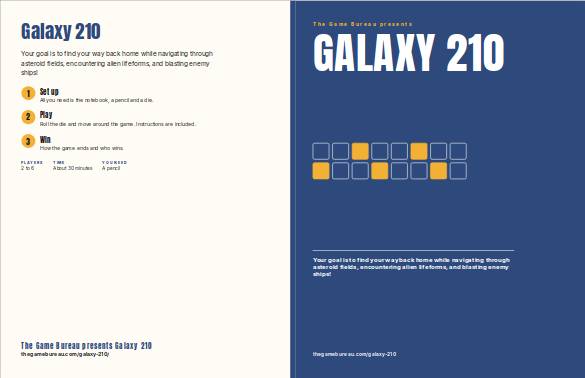 Galaxy 210
Your goal is to find your way back home while navigating through
asteroid fields, encountering alien lifeforms, and blasting enemy
ships!
1
Set up
All you need is the notebook, a pencil and a die.
2
Play
Roll the die and move around the game. Instructions are included.
3
Win
How the game ends and who wins.
PLAYERS TIME YOU NEED
2 to 6 About 30 minutes A pencil
The Game Bureau presents Galaxy 210
thegamebureau.com/galaxy-210/
The Game Bureau presents
GALAXY 210
Your goal is to find your way back home while navigating through
asteroid fields, encountering alien lifeforms, and blasting enemy
ships!
thegamebureau.com/galaxy-210